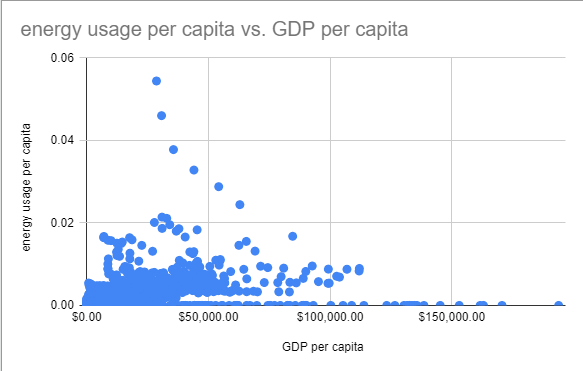 energy usage per capita vs. GDP per capita
0.06
0.04
0.02
0.00
energy usage per capita
$0.00 $50,000.00 $100,000.00 $150,000.00
GDP per capita